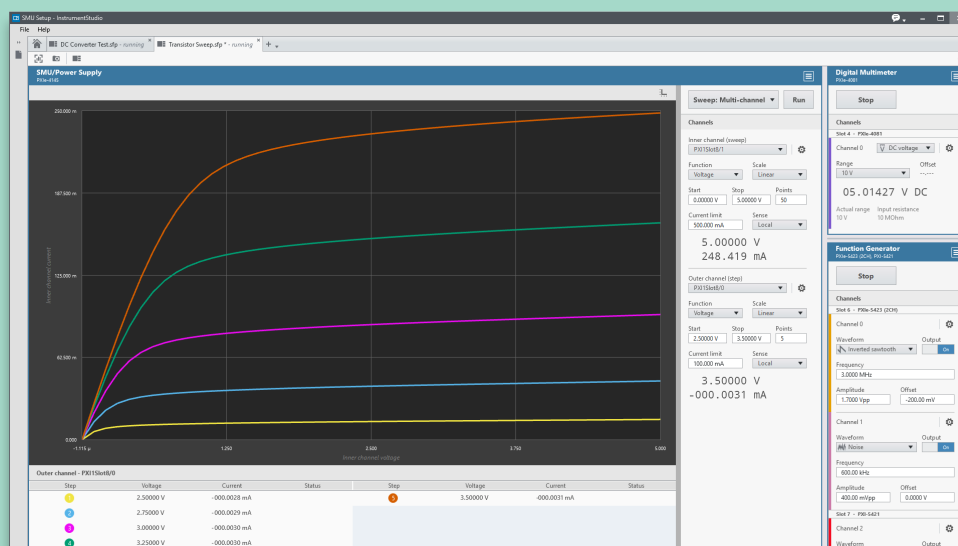 SMU Setup - InstrumentStudio
File Help
DC Converter Test.sfp - running
Transistor Sweep.sfp * - running
SMU/Power Supply
PXIe-4145
250.000 m
187.500 m
125.000 m
62.500 m
0.000
Inner channel current
-1.115 µ
1.250
2.500
3.750
5.000
Inner channel voltage
Outer channel - PXI1Slot8/0
Step Voltage Current Status Step Voltage Current Status
1 2.50000 V -000.0028 mA 5 3.50000 V -000.0031 mA
2 2.75000 V -000.0029 mA
3 3.00000 V -000.0030 mA
4 3.25000 V -000.0030 mA
Sweep: Multi-channel Run
Channels
Inner channel (sweep)
PXI1Slot8/1
Function Scale
Voltage Linear
Start Stop Points
0.00000 V 5.00000 V 50
Current limit Sense
500.000 mA Local
5.00000 V
248.419 mA
Outer channel (step)
PXI1Slot8/0
Function Scale
Voltage Linear
Start Stop Points
2.50000 V 3.50000 V 5
Current limit Sense
100.000 mA Local
3.50000 V
-000.0031 mA
Digital Multimeter
PXIe-4081
Stop
Channels
Slot 4 - PXIe-4081
Channel 0 DC voltage
Range Offset
10 V --.----
05.01427 V DC
Actual range Input resistance
10 V 10 MOhm
Function Generator
PXIe-5423 (2CH), PXI-5421
Stop
Channels
Slot 6 - PXIe-5423 (2CH)
Channel 0
Waveform Output
Inverted sawtooth On
Frequency
3.0000 MHz
Amplitude Offset
1.7000 Vpp -200.00 mV
Channel 1
Waveform Output
Noise On
Frequency
600.00 kHz
Amplitude Offset
400.00 mVpp 0.0000 V
Slot 7 - PXI-5421
Channel 2
Waveform Output